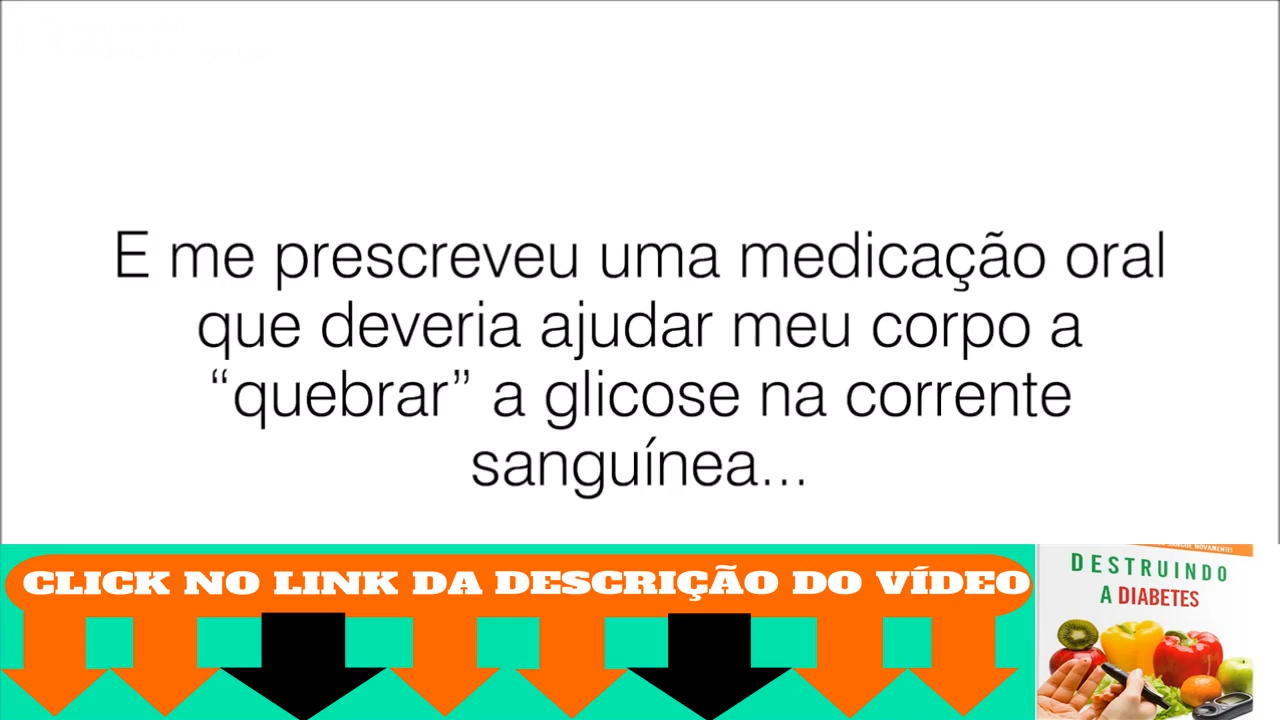 E me prescreveu uma medicação oral
que deveria ajudar meu corpo a
“quebrar” a glicose na corrente
sanguínea...
CLICK NO LINK DA DESCRIÇÃO DO VÍDEO
NOVAMENTE!
DESTRUINDO
A DIABETES